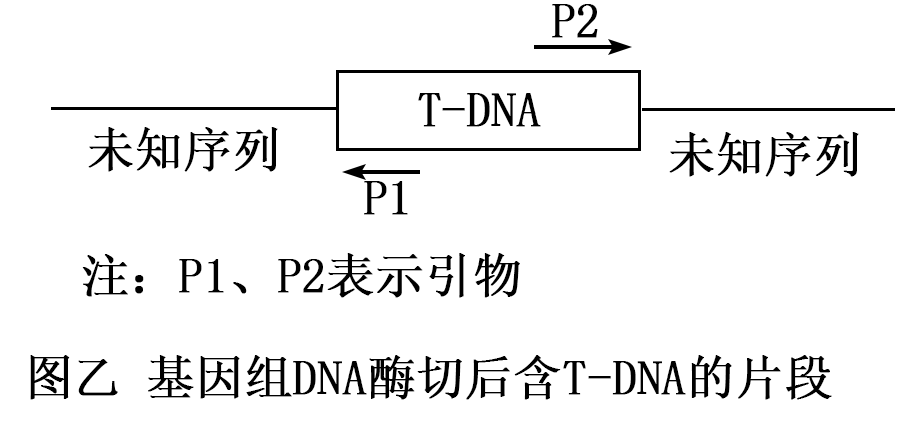 P2
T-DNA
未知序列
未知序列
P1
注：P1、P2表示引物
图乙 基因组DNA酶切后含T-DNA的片段